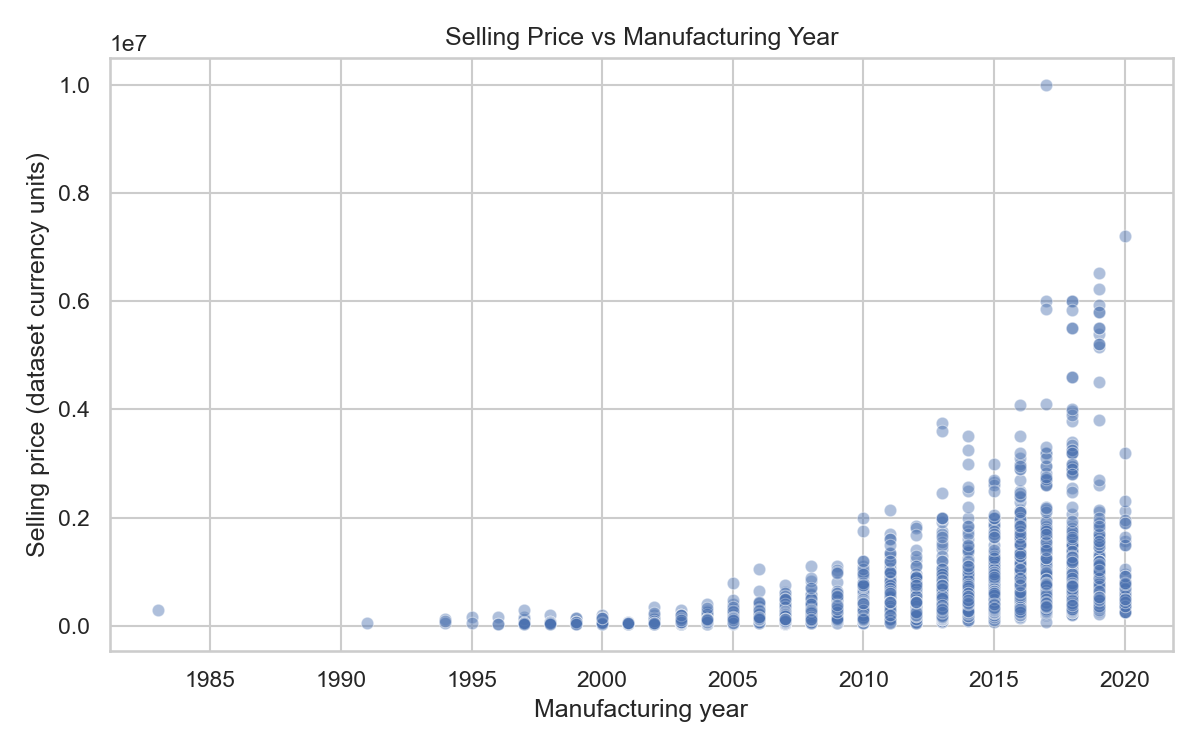 Selling Price vs Manufacturing Year
1e7
1.0
0.8
0.6
0.4
0.2
0.0
Selling price (dataset currency units)
1985 1990 1995 2000 2005 2010 2015 2020
Manufacturing year